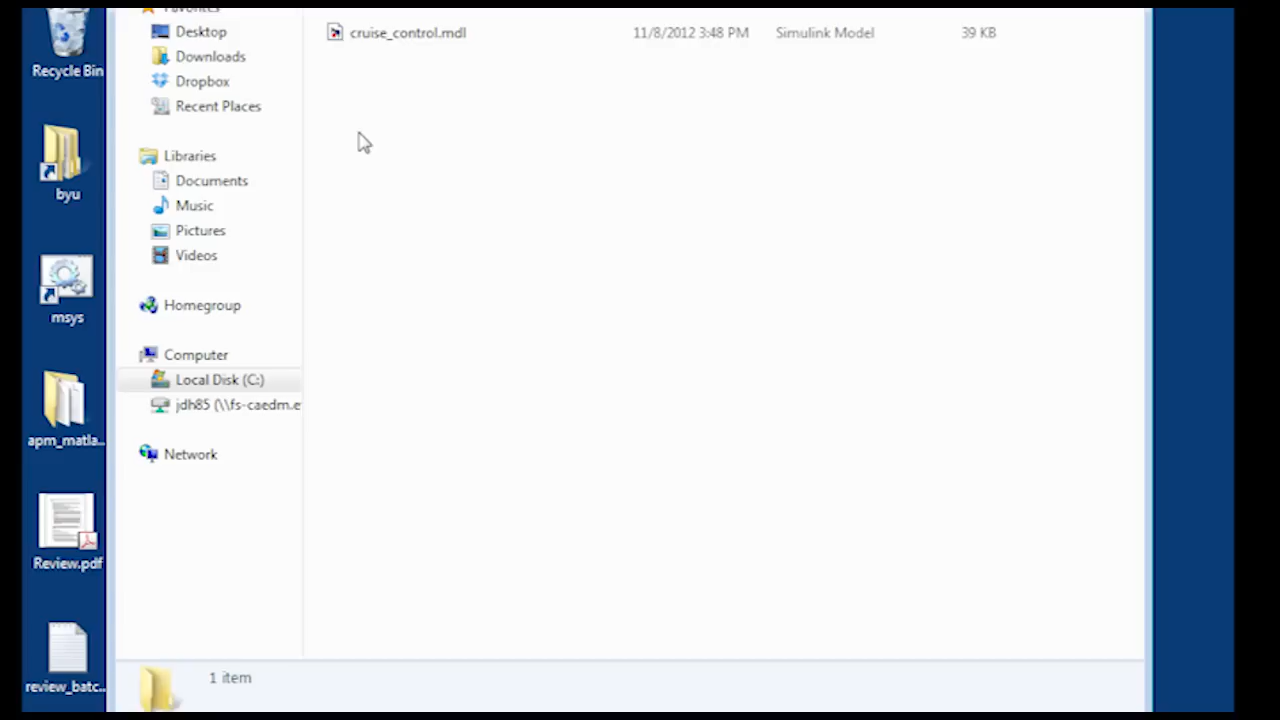 Recycle Bin
byu
msys
apm_matla...
Review.pdf
review_batc...
Favorites
Desktop
Downloads
Dropbox
Recent Places
Libraries
Documents
Music
Pictures
Videos
Homegroup
Computer
Local Disk (C:)
jdh85 (\\fs-caedm.e
Network
cruise_control.mdl 11/8/2012 3:48 PM Simulink Model 39 KB
1 item